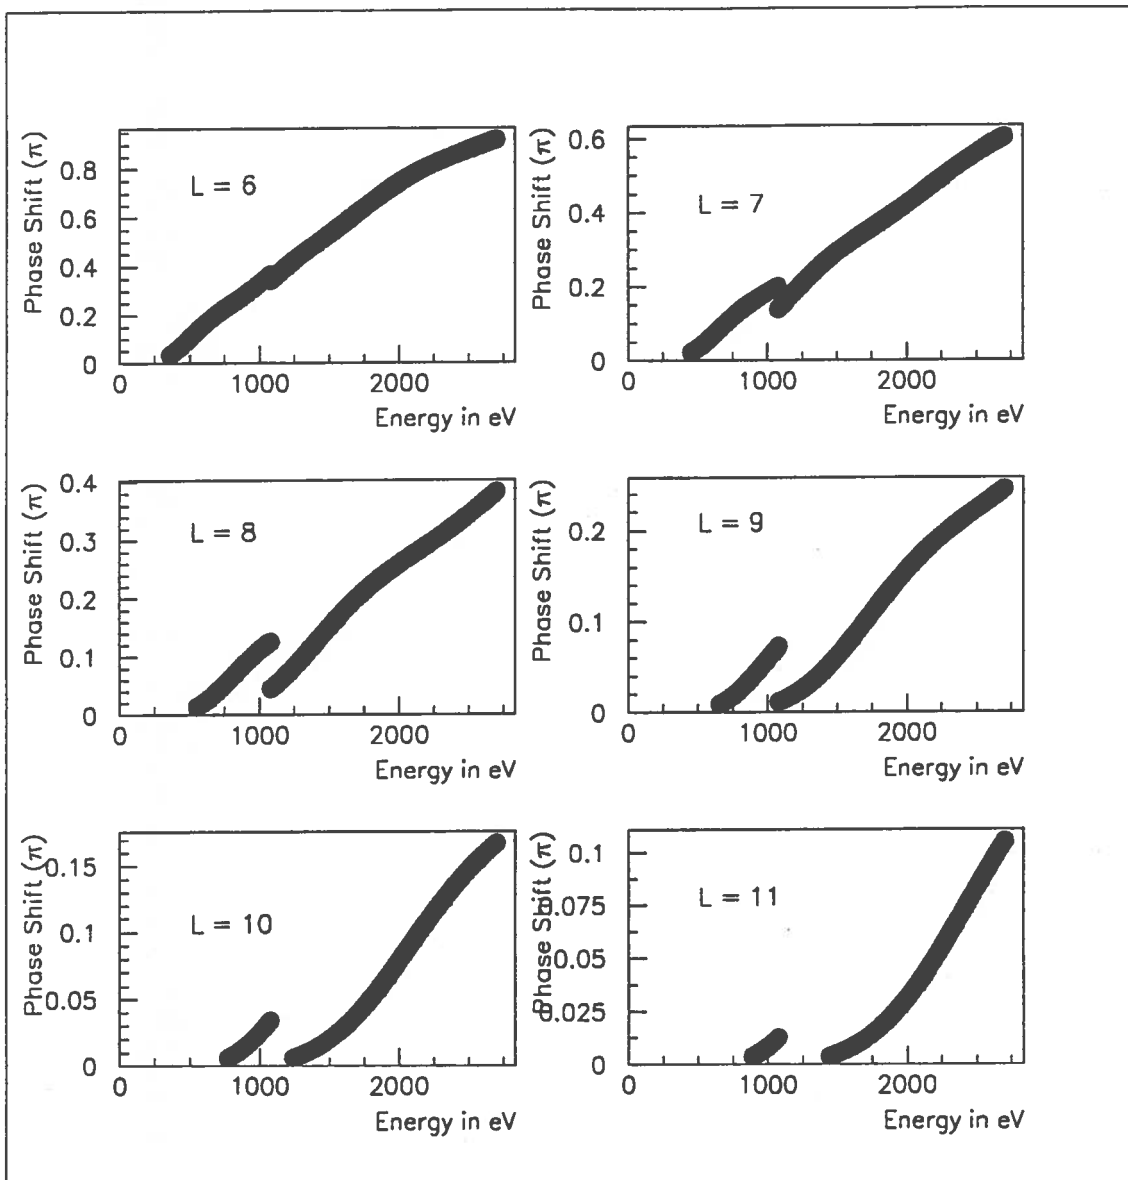 Phase Shift (π)
0.8
0.6
0.4
0.2
0
L = 6
0 1000 2000
Energy in eV
Phase Shift (π)
0.6
0.4
0.2
0
L = 7
0 1000 2000
Energy in eV
Phase Shift (π)
0.4
0.3
0.2
0.1
0
L = 8
0 1000 2000
Energy in eV
Phase Shift (π)
0.2
0.1
0
L = 9
0 1000 2000
Energy in eV
Phase Shift (π)
0.15
0.1
0.05
0
L = 10
0 1000 2000
Energy in eV
Phase Shift (π)
0.1
0.075
0.05
0.025
0
L = 11
0 1000 2000
Energy in eV